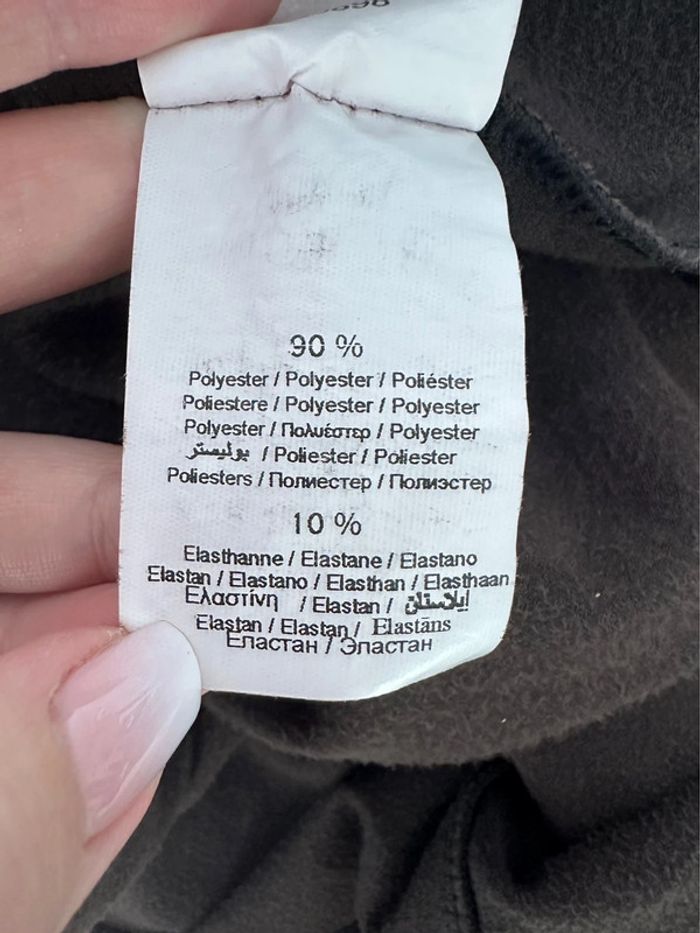 90 %
Polyester / Polyester / Poliéster
Poliestere / Polyester / Polyester
Polyester / Πολυέστερ / Polyester
بوليستر / Poliester / Poliester
Poliesters / Полиестер / Полиэстер
10 %
Elasthanne / Elastane / Elastano
Elastan / Elastano / Elasthan / Elasthaan
Ελαστίνη / Elastan / إيلاستان
Elastan / Elastan / Elastāns
Еластан / Эластан